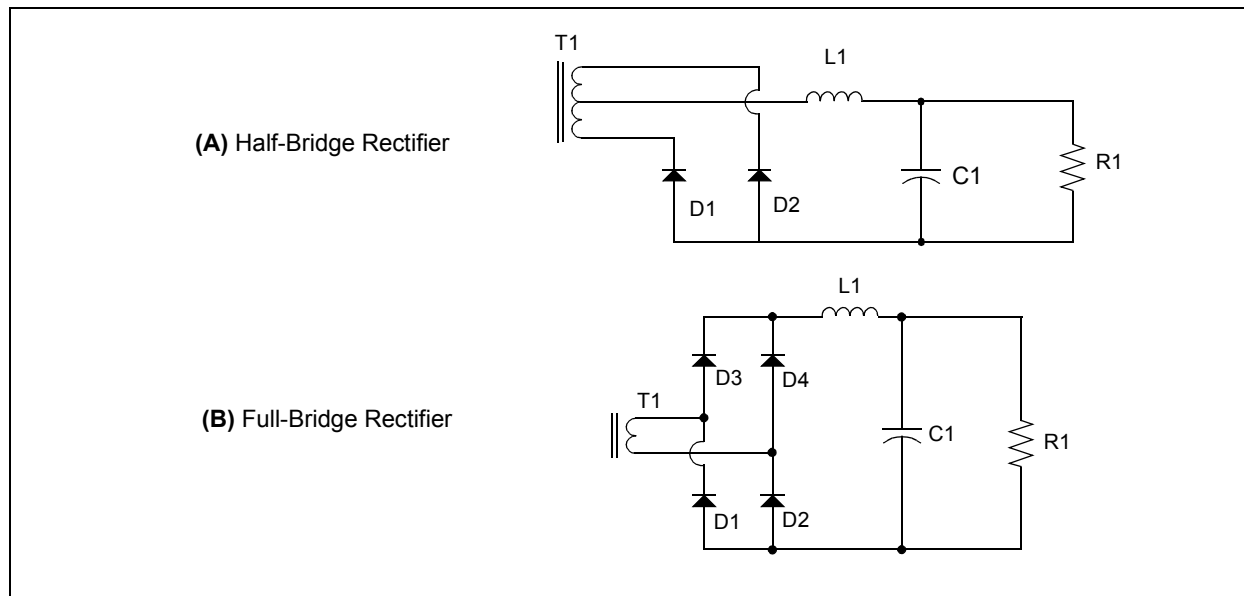 T1
L1
(A) Half-Bridge Rectifier
C1
R1
D1
D2
L1
D3
D4
T1
(B) Full-Bridge Rectifier
C1
R1
D1
D2